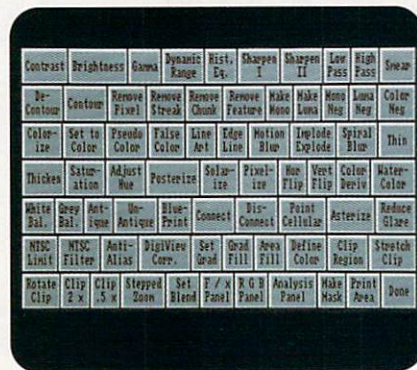 Contrast Brightness Gamma Dynamic Range Hist. Eq. Sharpen I Sharpen II Low Pass High Pass Smear
De-Contour Contour Remove Pixel Remove Streak Remove Chunk Remove Feature Make Mono Make Luma Mono Neg Luma Neg Color Neg
Color-ize Set to Color Pseudo Color False Color Line Art Edge Line Motion Blur Implode Explode Spiral Blur Thin
Thicken Satur-ation Adjust Hue Posterize Solar-ize Pixel-ize Hor Flip Vert Flip Color Deriv Water-Color
White Bal. Grey Bal. Ant-ique Un-Antique Blue-Print Connect Dis-Connect Point Cellular Asterize Reduce Glare
NTSC Limit NTSC Filter Anti-Alias DigiView Corr. Set Grad Grad Fill Area Fill Define Color Clip Region Stretch Clip
Rotate Clip Clip 2 x Clip .5 x Stepped Zoom Set Blend F / x Panel R G B Panel Analysis Panel Make Mask Print Area Done